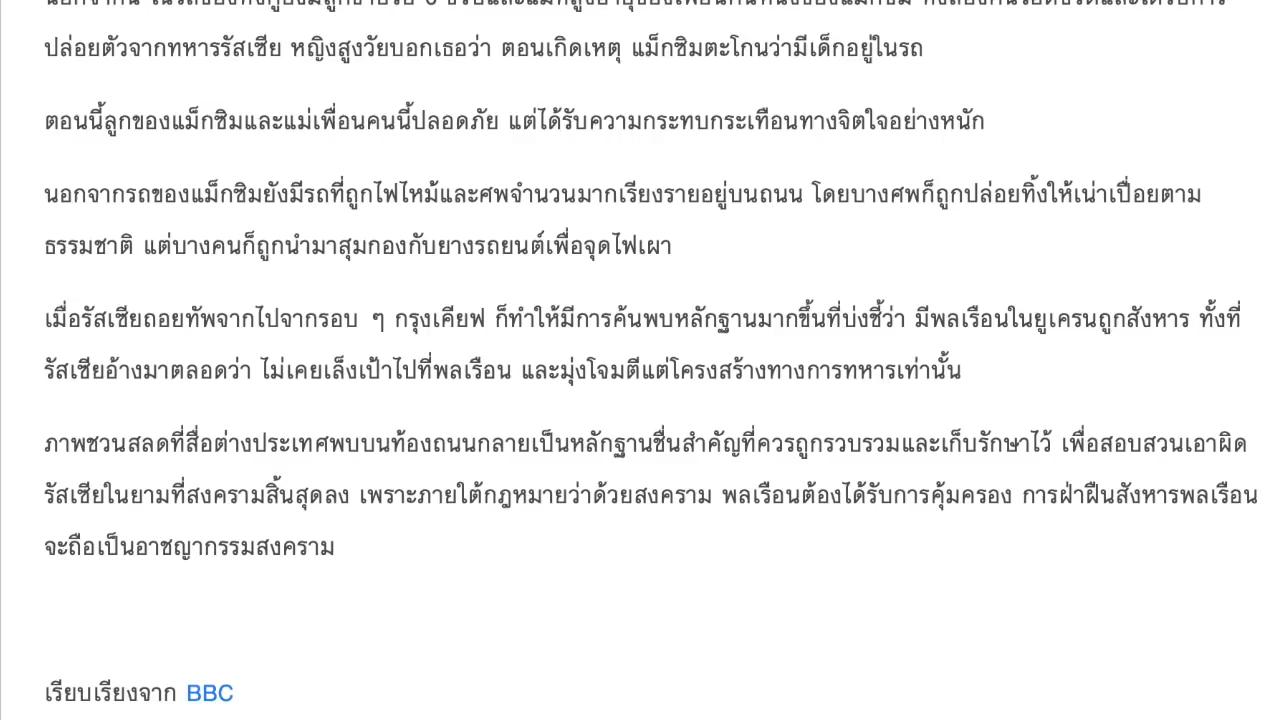 ปล่อยตัวจากทหารรัสเซีย หญิงสูงวัยบอกเธอว่า ตอนเกิดเหตุ แม็กซิมตะโกนว่ามีเด็กอยู่ในรถ
ตอนนี้ลูกของแม็กซิมและแม่เพื่อนคนนี้ปลอดภัย แต่ได้รับความกระทบกระเทือนทางจิตใจอย่างหนัก
นอกจากรถของแม็กซิมยังมีรถที่ถูกไฟไหม้และศพจำนวนมากเรียงรายอยู่บนถนน โดยบางศพก็ถูกปล่อยทิ้งให้เน่าเปื่อยตาม
ธรรมชาติ แต่บางคนก็ถูกนำมาสุมกองกับยางรถยนต์เพื่อจุดไฟเผา
เมื่อรัสเซียถอยทัพจากไปจากรอบ ๆ กรุงเคียฟ ก็ทำให้มีการค้นพบหลักฐานมากขึ้นที่บ่งชี้ว่า มีพลเรือนในยูเครนถูกสังหาร ทั้งที่
รัสเซียอ้างมาตลอดว่า ไม่เคยเล็งเป้าไปที่พลเรือน และมุ่งโจมตีแต่โครงสร้างทางการทหารเท่านั้น
ภาพชวนสลดที่สื่อต่างประเทศพบบนท้องถนนกลายเป็นหลักฐานชื่นสำคัญที่ควรถูกรวบรวมและเก็บรักษาไว้ เพื่อสอบสวนเอาผิด
รัสเซียในยามที่สงครามสิ้นสุดลง เพราะภายใต้กฎหมายว่าด้วยสงคราม พลเรือนต้องได้รับการคุ้มครอง การฝ่าฝืนสังหารพลเรือน
จะถือเป็นอาชญากรรมสงคราม
เรียบเรียงจาก BBC